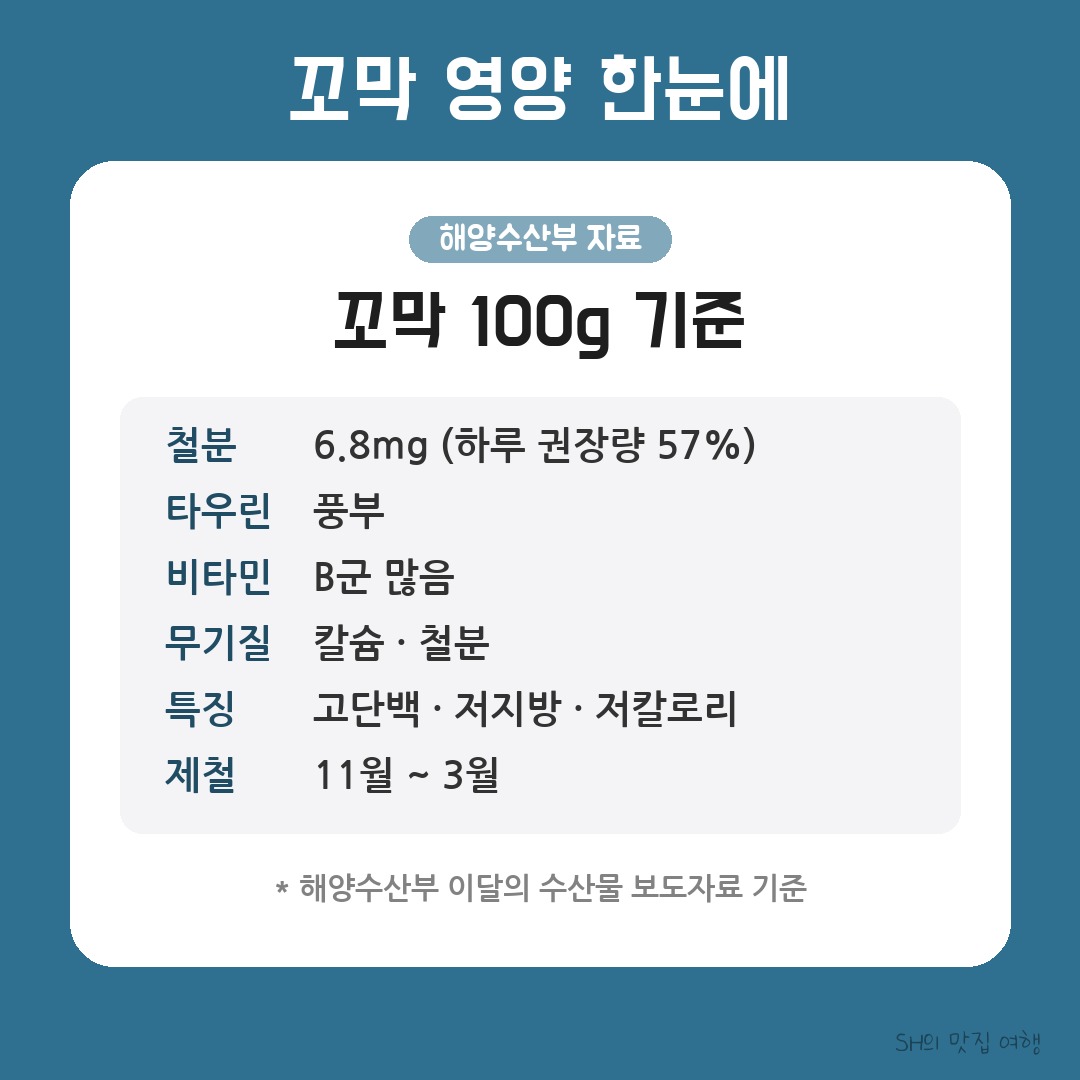 꼬막 영양 한눈에
해양수산부 자료
꼬막 100g 기준
철분 6.8mg (하루 권장량 57%)
타우린 풍부
비타민 B군 많음
무기질 칼슘 · 철분
특징 고단백 · 저지방 · 저칼로리
제철 11월 ~ 3월
* 해양수산부 이달의 수산물 보도자료 기준
SH의 맛집 여행